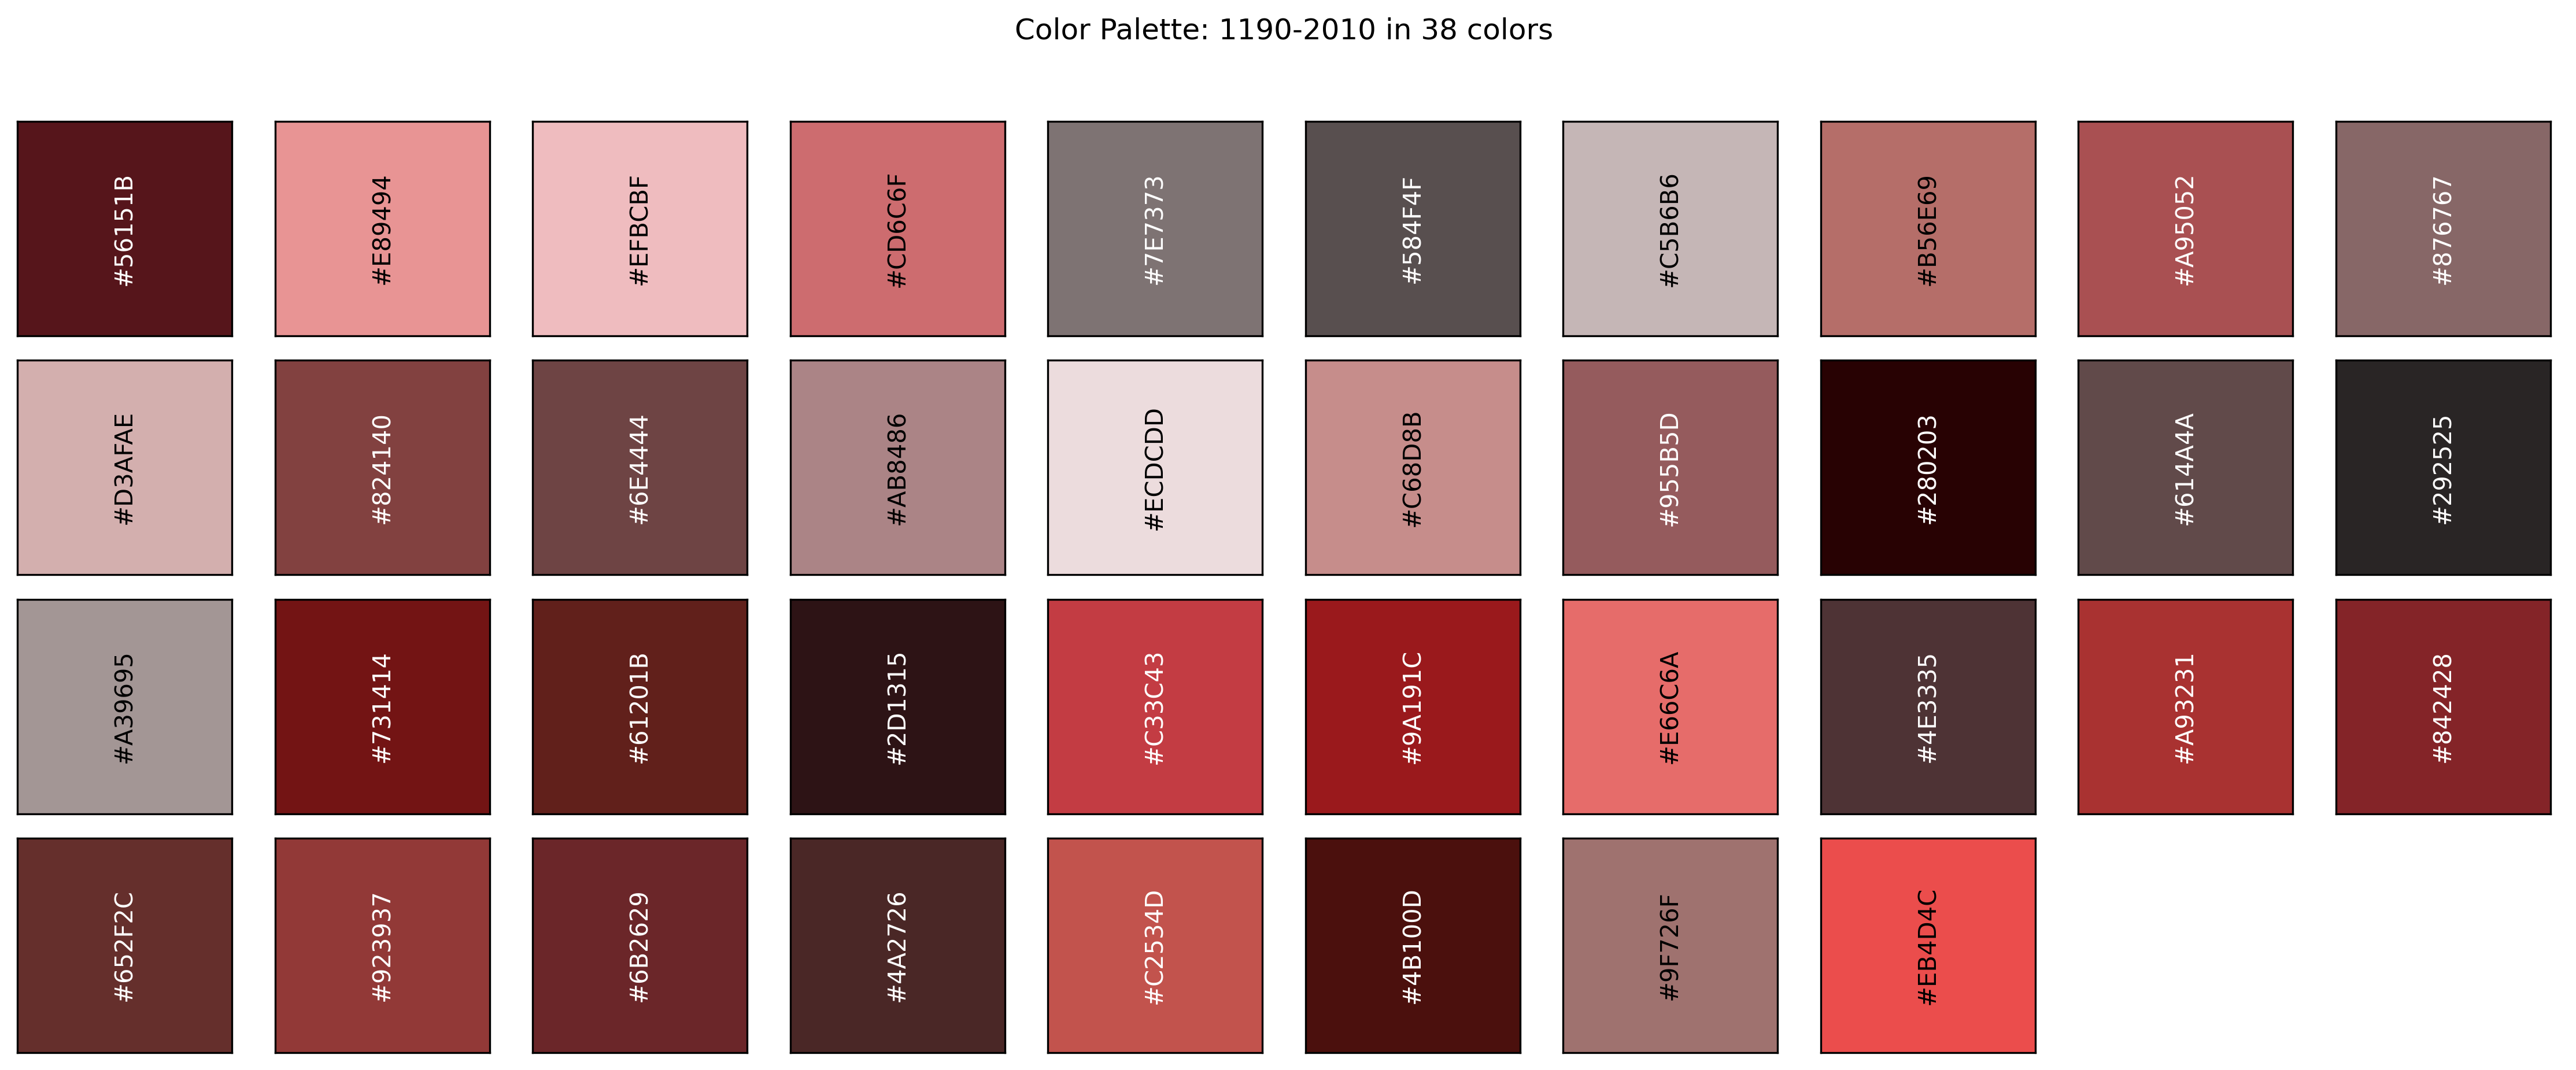 Color Palette: 1190-2010 in 38 colors
#56151B
#E89494
#EFBCBF
#CD6C6F
#7E7373
#584F4F
#C5B6B6
#B56E69
#A95052
#876767
#D3AFAE
#824140
#6E4444
#AB8486
#ECDCDD
#C68D8B
#955B5D
#280203
#614A4A
#292525
#A39695
#731414
#61201B
#2D1315
#C33C43
#9A191C
#E66C6A
#4E3335
#A93231
#842428
#652F2C
#923937
#6B2629
#4A2726
#C2534D
#4B100D
#9F726F
#EB4D4C